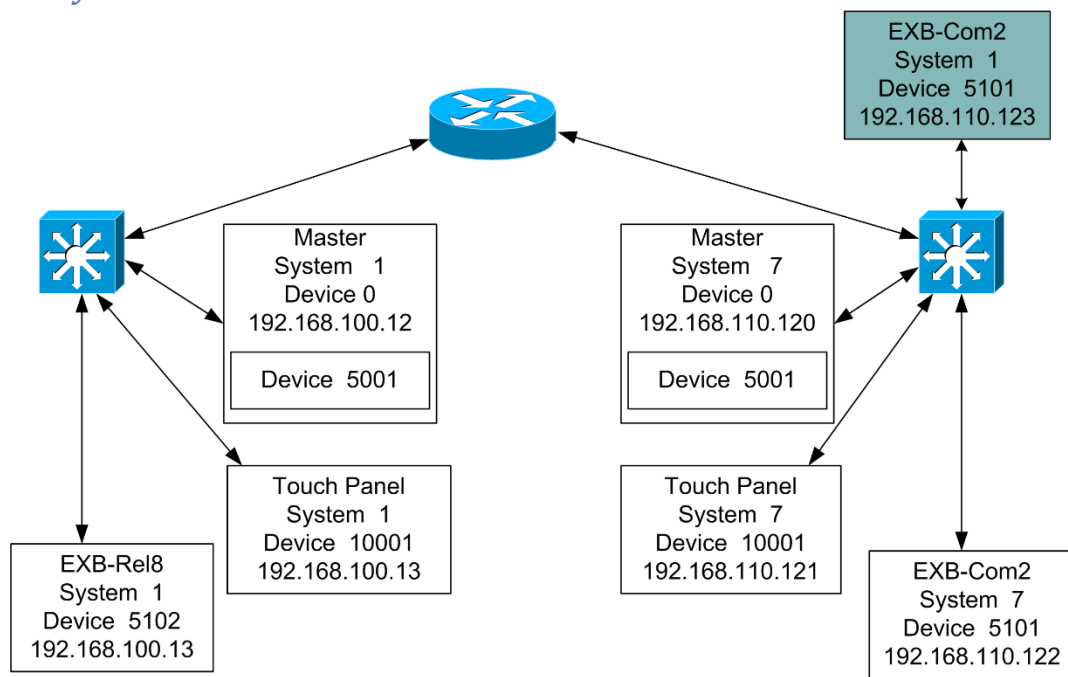 EXB-Com2
System 1
Device 5101
192.168.110.123
Master
System 1
Device 0
192.168.100.12
Device 5001
Master
System 7
Device 0
192.168.110.120
Device 5001
Touch Panel
System 1
Device 10001
192.168.100.13
Touch Panel
System 7
Device 10001
192.168.110.121
EXB-Rel8
System 1
Device 5102
192.168.100.13
EXB-Com2
System 7
Device 5101
192.168.110.122